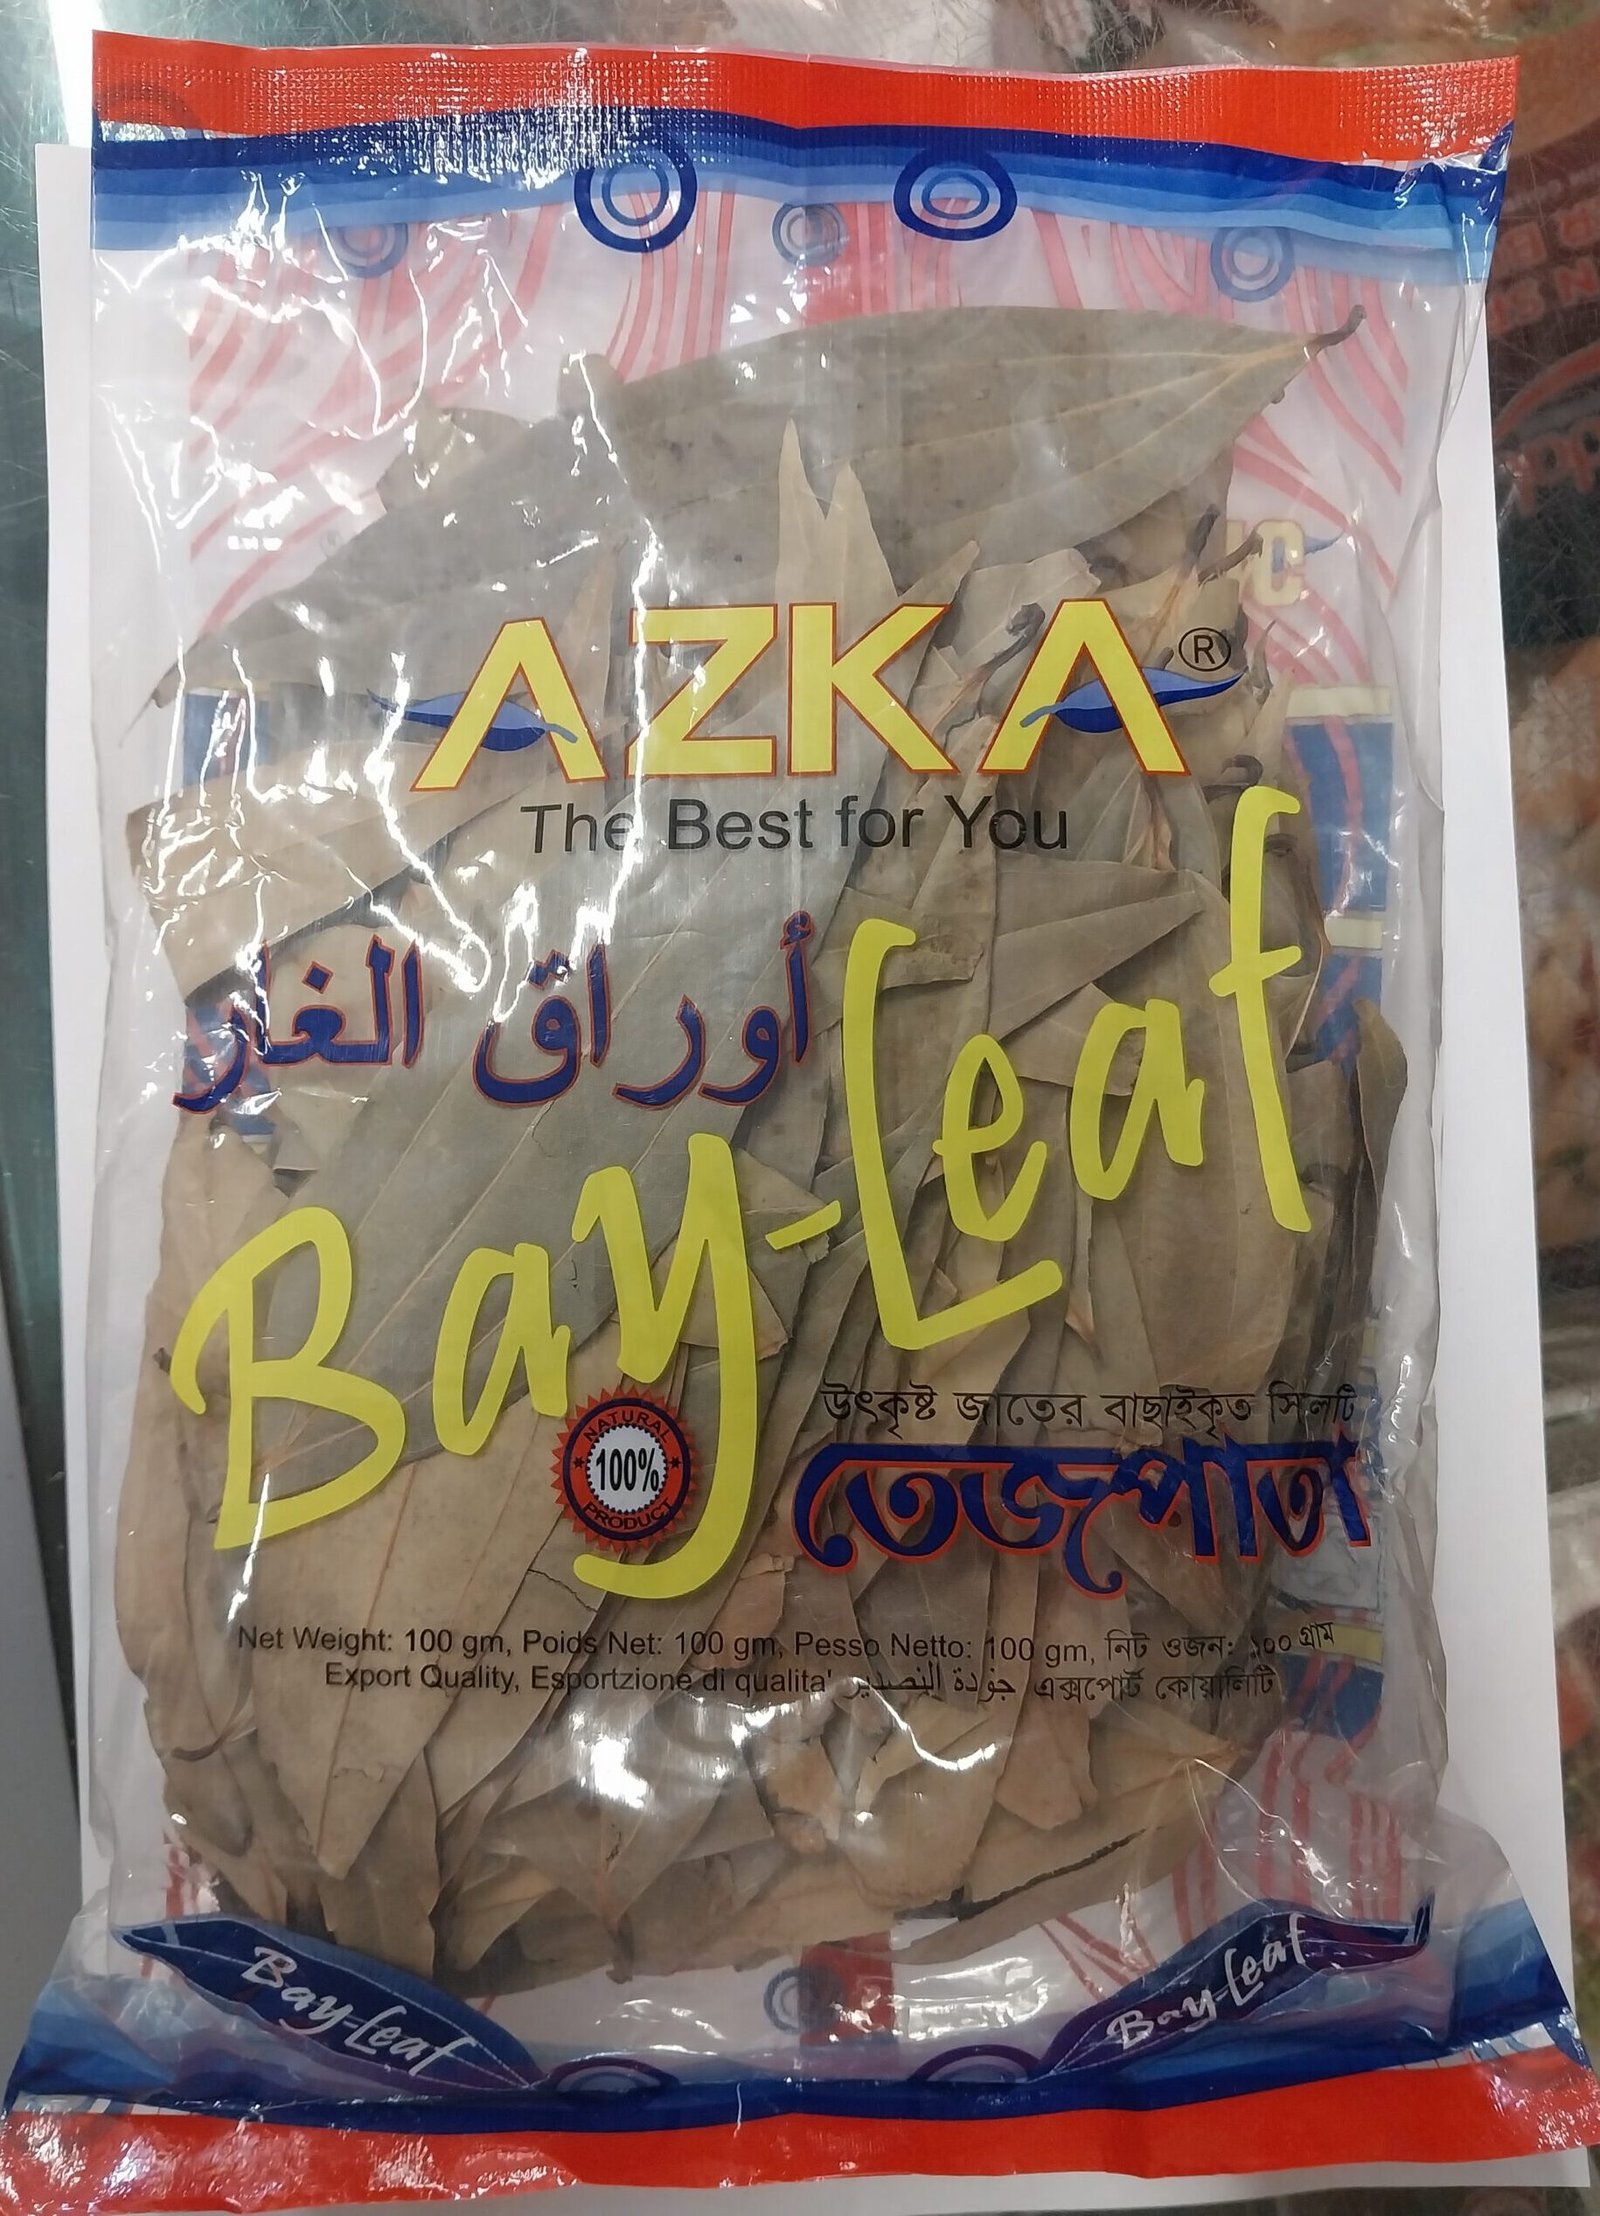 AZKA®
The Best for You
أوراق الغار
Bay-Leaf
NATURAL
100%
PRODUCT
উৎকৃষ্ট জাতের বাছাইকৃত সিলটি
তেজপাতা
Net Weight: 100 gm, Poids Net: 100 gm, Pesso Netto: 100 gm, নিট ওজন: ১০০ গ্রাম
Export Quality, Esportzione di qualita' جودة التصدير এক্সপোর্ট কোয়ালিটি
Bay-Leaf
Bay-Leaf